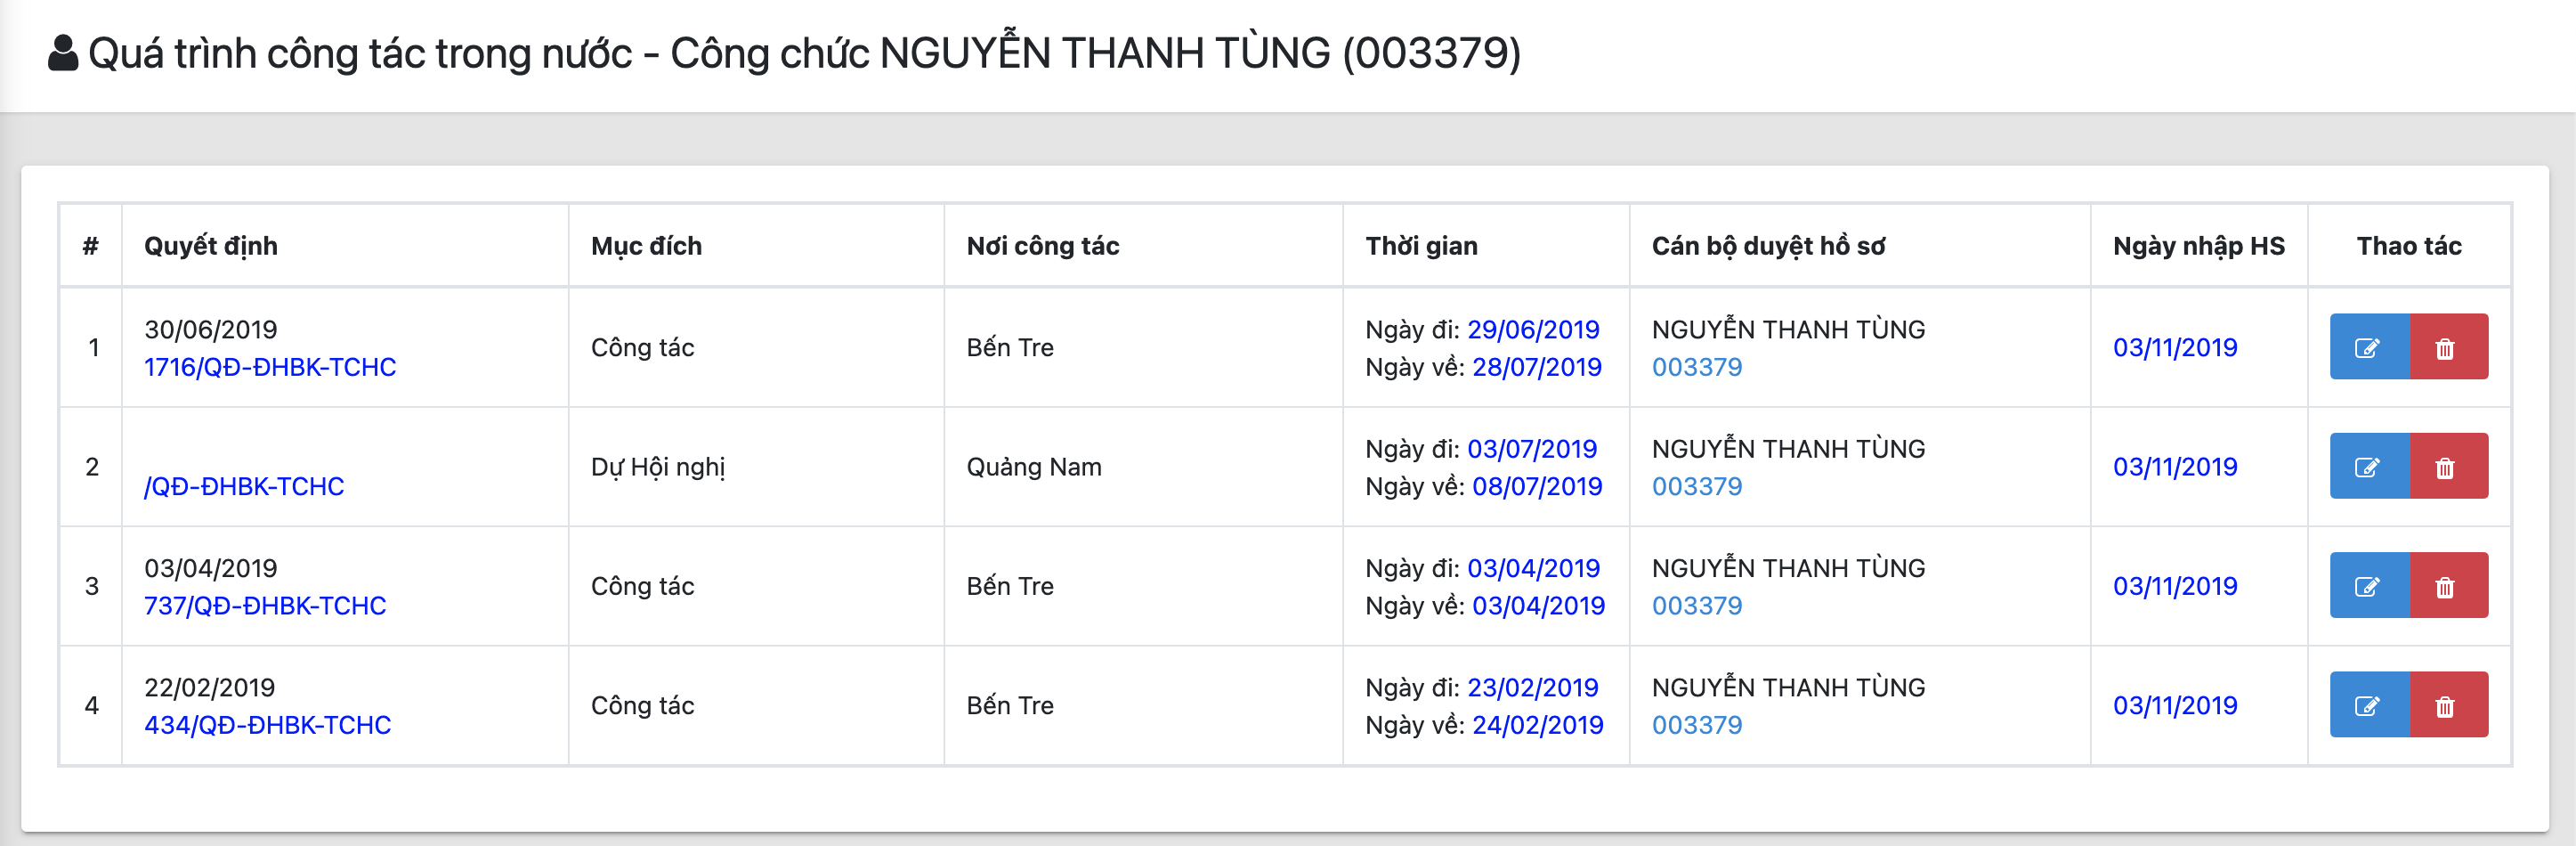 Quá trình công tác trong nước - Công chức NGUYỄN THANH TÙNG (003379)
# Quyết định Mục đích Nơi công tác Thời gian Cán bộ duyệt hồ sơ Ngày nhập HS Thao tác
1
30/06/2019
1716/QĐ-ĐHBK-TCHC
Công tác
Bến Tre
Ngày đi: 29/06/2019
Ngày về: 28/07/2019
NGUYỄN THANH TÙNG
003379
03/11/2019
2
/QĐ-ĐHBK-TCHC
Dự Hội nghị
Quảng Nam
Ngày đi: 03/07/2019
Ngày về: 08/07/2019
NGUYỄN THANH TÙNG
003379
03/11/2019
3
03/04/2019
737/QĐ-ĐHBK-TCHC
Công tác
Bến Tre
Ngày đi: 03/04/2019
Ngày về: 03/04/2019
NGUYỄN THANH TÙNG
003379
03/11/2019
4
22/02/2019
434/QĐ-ĐHBK-TCHC
Công tác
Bến Tre
Ngày đi: 23/02/2019
Ngày về: 24/02/2019
NGUYỄN THANH TÙNG
003379
03/11/2019